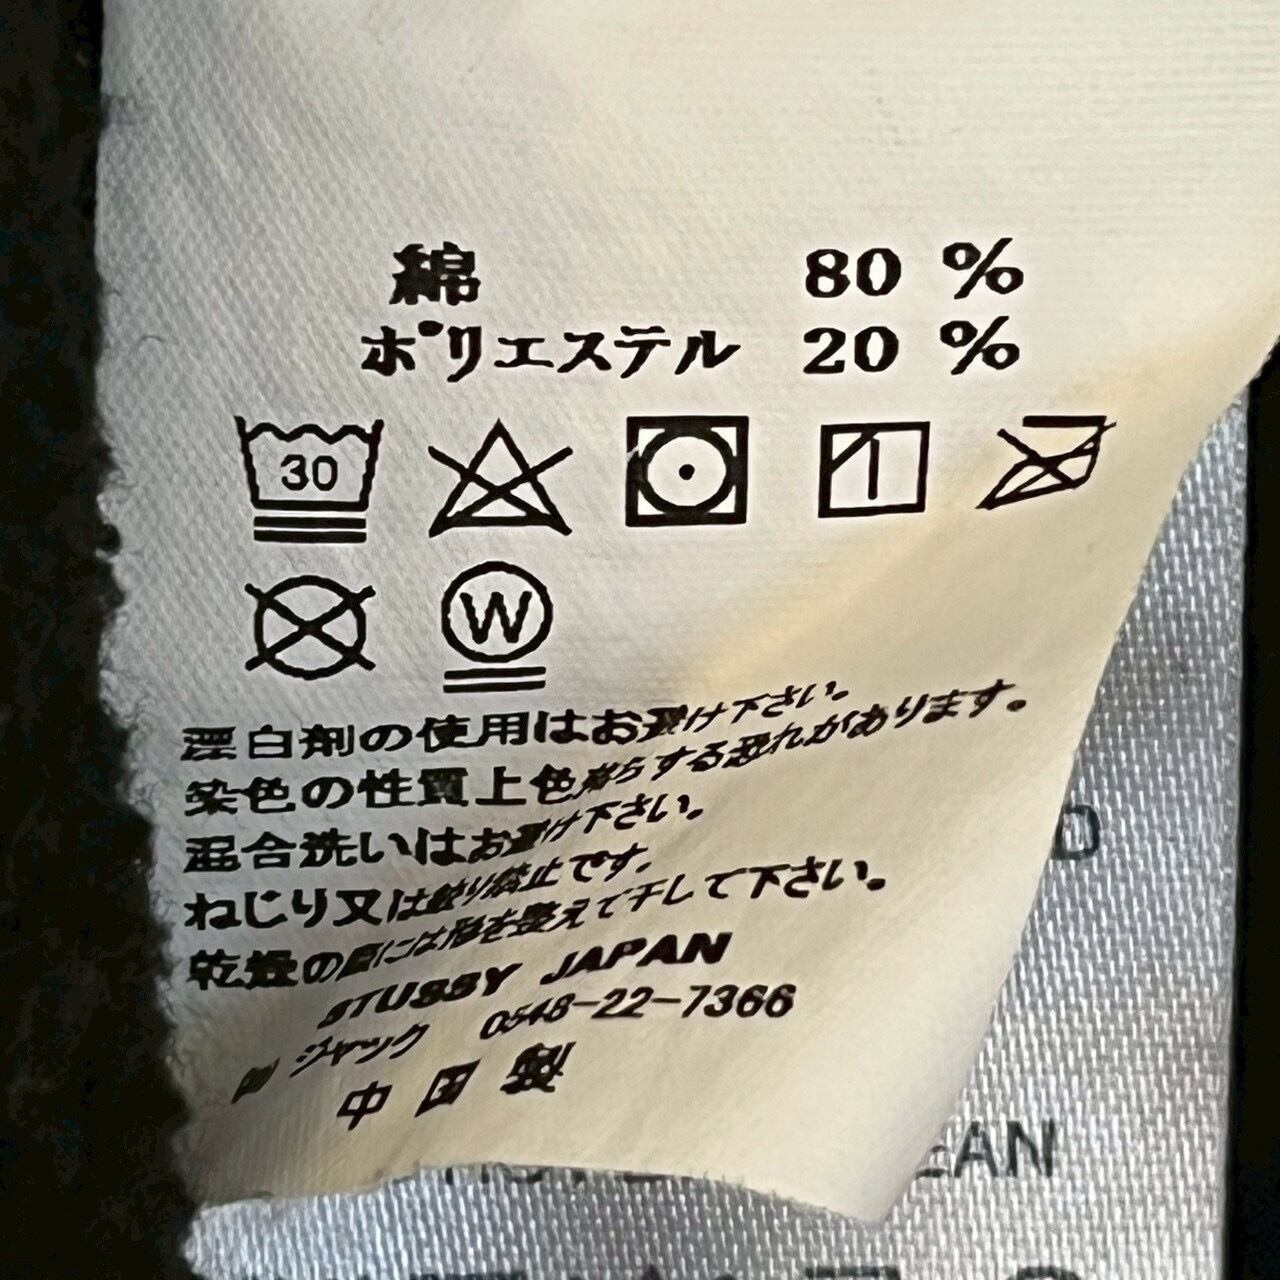 綿 80 %
ポリエステル 20 %
30
W
漂白剤の使用はお避け下さい。
染色の性質上色落ちする恐れがあります。
混合洗いはお避け下さい。
ねじり又は絞り禁止です。
乾燥の際には形を整えて干して下さい。
STUSSY JAPAN
ジャック 0548-22-7366
中国製